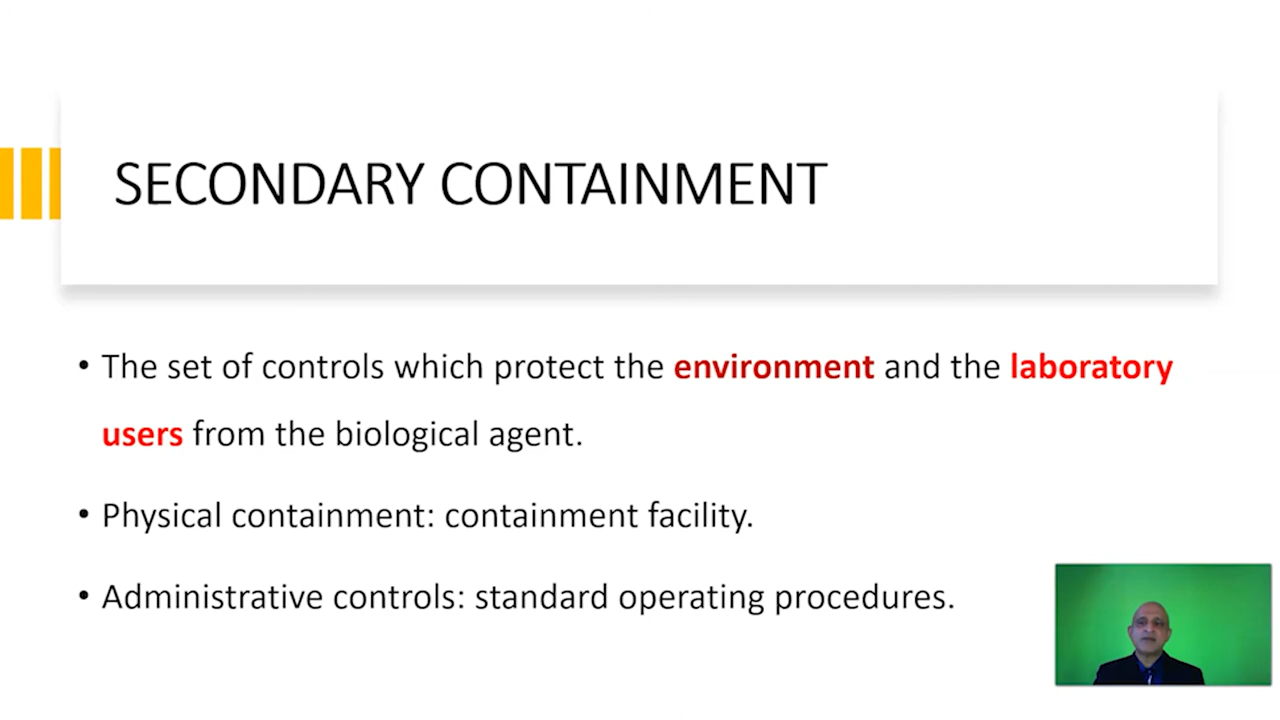 SECONDARY CONTAINMENT
• The set of controls which protect the environment and the laboratory
users from the biological agent.
• Physical containment: containment facility.
• Administrative controls: standard operating procedures.